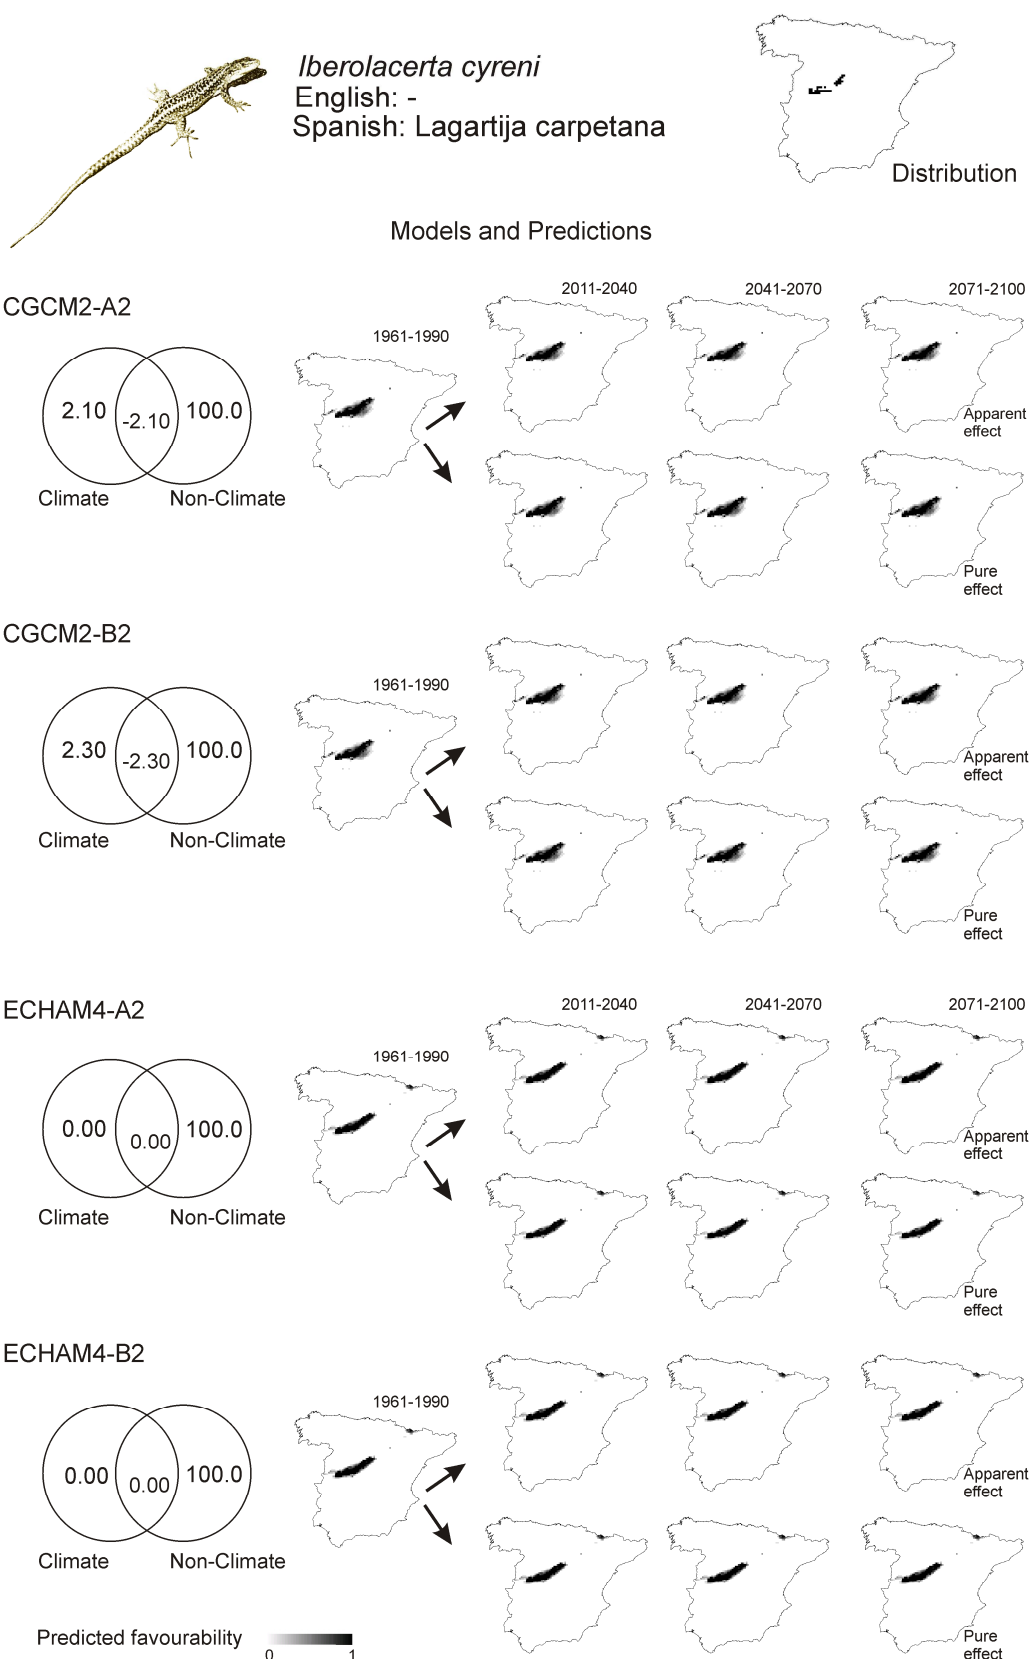 Iberolacerta cyreni
English: -
Spanish: Lagartija carpetana
Distribution
Models and Predictions
CGCM2-A2
2.10
-2.10
100.0
Climate
Non-Climate
1961-1990
2011-2040
2041-2070
2071-2100
Apparent
effect
Pure
effect
CGCM2-B2
2.30
-2.30
100.0
Climate
Non-Climate
1961-1990
Apparent
effect
Pure
effect
ECHAM4-A2
0.00
0.00
100.0
Climate
Non-Climate
1961-1990
2011-2040
2041-2070
2071-2100
Apparent
effect
Pure
effect
ECHAM4-B2
0.00
0.00
100.0
Climate
Non-Climate
1961-1990
Apparent
effect
Pure
effect
Predicted favourability
0
1